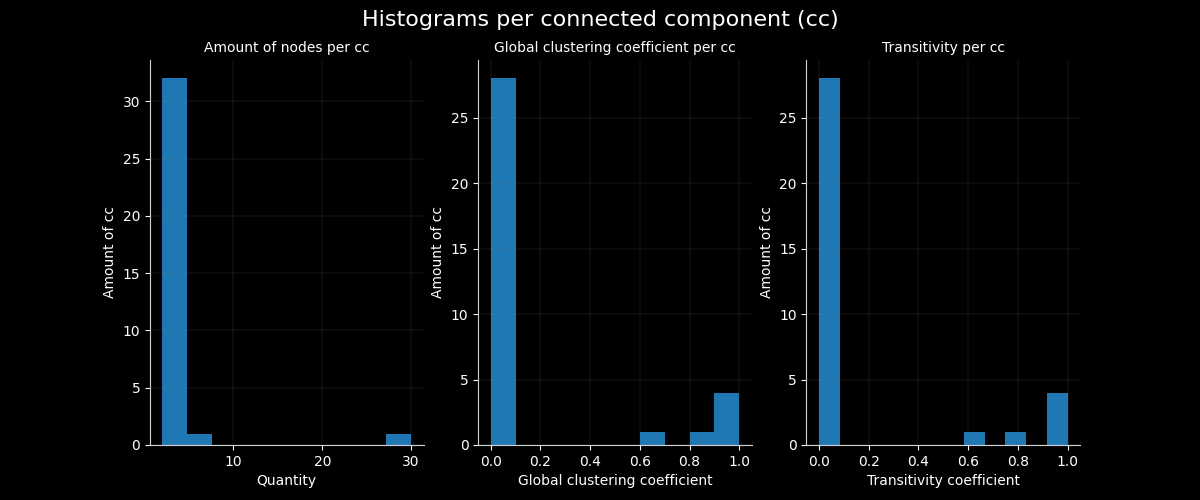 Histograms per connected component (cc)
Amount of nodes per cc
Amount of cc
30
25
20
15
10
5
0
10 20 30
Quantity
Global clustering coefficient per cc
Amount of cc
25
20
15
10
5
0
0.0 0.2 0.4 0.6 0.8 1.0
Global clustering coefficient
Transitivity per cc
Amount of cc
25
20
15
10
5
0
0.0 0.2 0.4 0.6 0.8 1.0
Transitivity coefficient